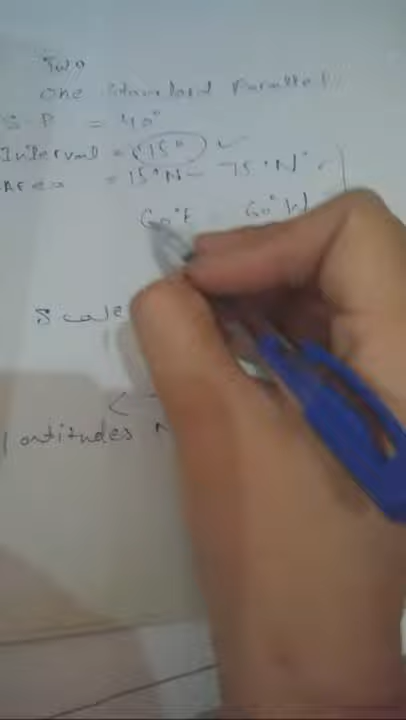 Two
One Standard Parallel
S P = 40°
Interval = 15°
Area = 15°N - 75°N
60°E 60°W
Scale
Latitudes N